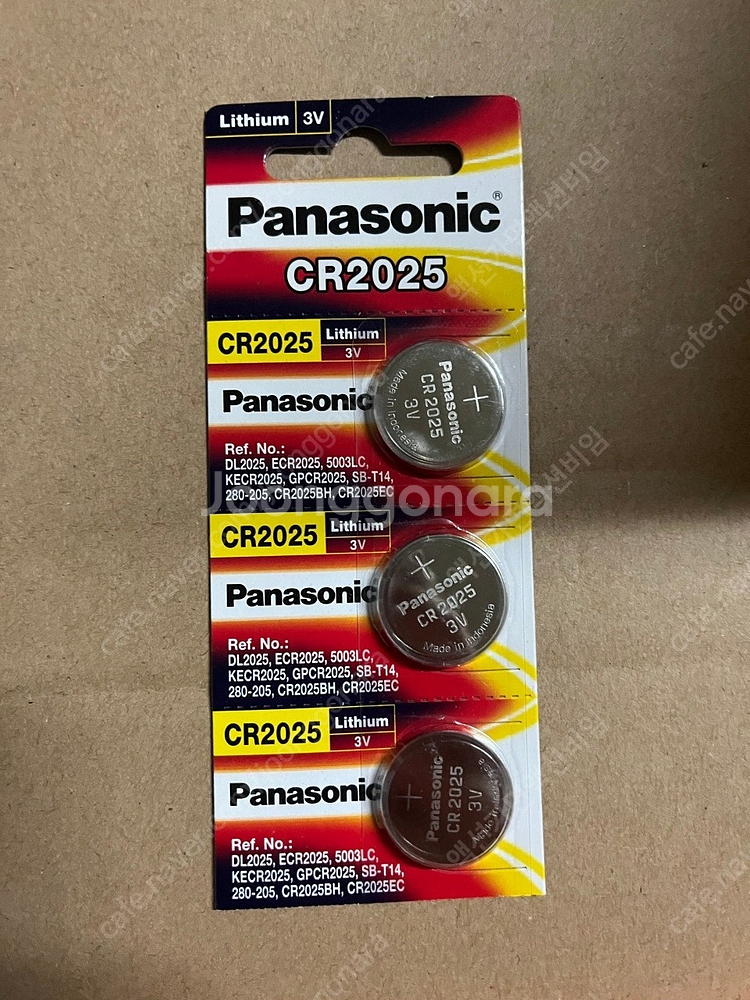 Lithium 3V
Panasonic®
CR2025
CR2025 Lithium 3V
Panasonic
Ref. No.:
DL2025, ECR2025, 5003LC,
KECR2025, GPCR2025, SB-T14,
280-205, CR2025BH, CR2025EC
+
Panasonic
CR 2025
3V
Made in Indonesia
Joonggonara
CR2025 Lithium 3V
Panasonic
Ref. No.:
DL2025, ECR2025, 5003LC,
KECR2025, GPCR2025, SB-T14,
280-205, CR2025BH, CR2025EC
+
Panasonic
CR 2025
3V
Made in Indonesia
CR2025 Lithium 3V
Panasonic
Ref. No.:
DL2025, ECR2025, 5003LC,
KECR2025, GPCR2025, SB-T14,
280-205, CR2025BH, CR2025EC
+
Panasonic
CR 2025
3V
Made in Indonesia